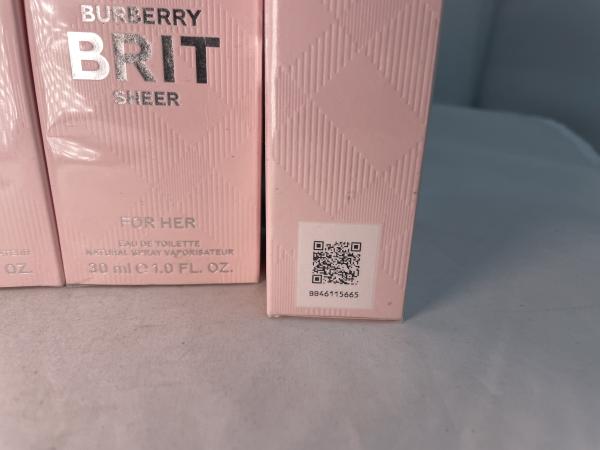 BURBERRY
BRIT
SHEER
FOR HER
EAU DE TOILETTE
NATURAL SPRAY VAPORISATEUR
30 ml e 1.0 FL. OZ.
OZ.
8846115665